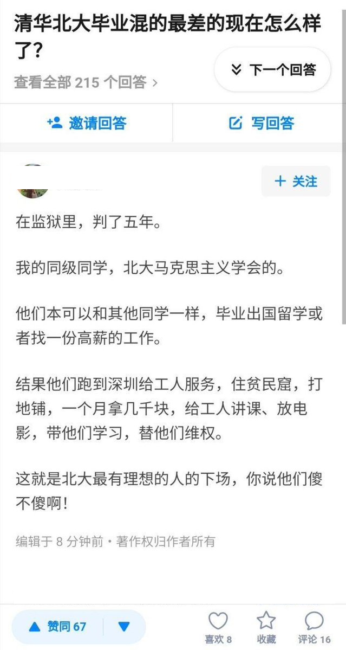 清华北大毕业混的最差的现在怎么样
了?
查看全部 215 个回答 >
下一个回答
邀请回答
写回答
+ 关注
在监狱里，判了五年。
我的同级同学，北大马克思主义学会的。
他们本可以和其他同学一样，毕业出国留学或
者找一份高薪的工作。
结果他们跑到深圳给工人服务，住贫民窟，打
地铺，一个月拿几千块，给工人讲课、放电
影，带他们学习，替他们维权。
这就是北大最有理想的人的下场，你说他们傻
不傻啊！
编辑于 8 分钟前・著作权归作者所有
赞同 67
喜欢 8
收藏
评论 16